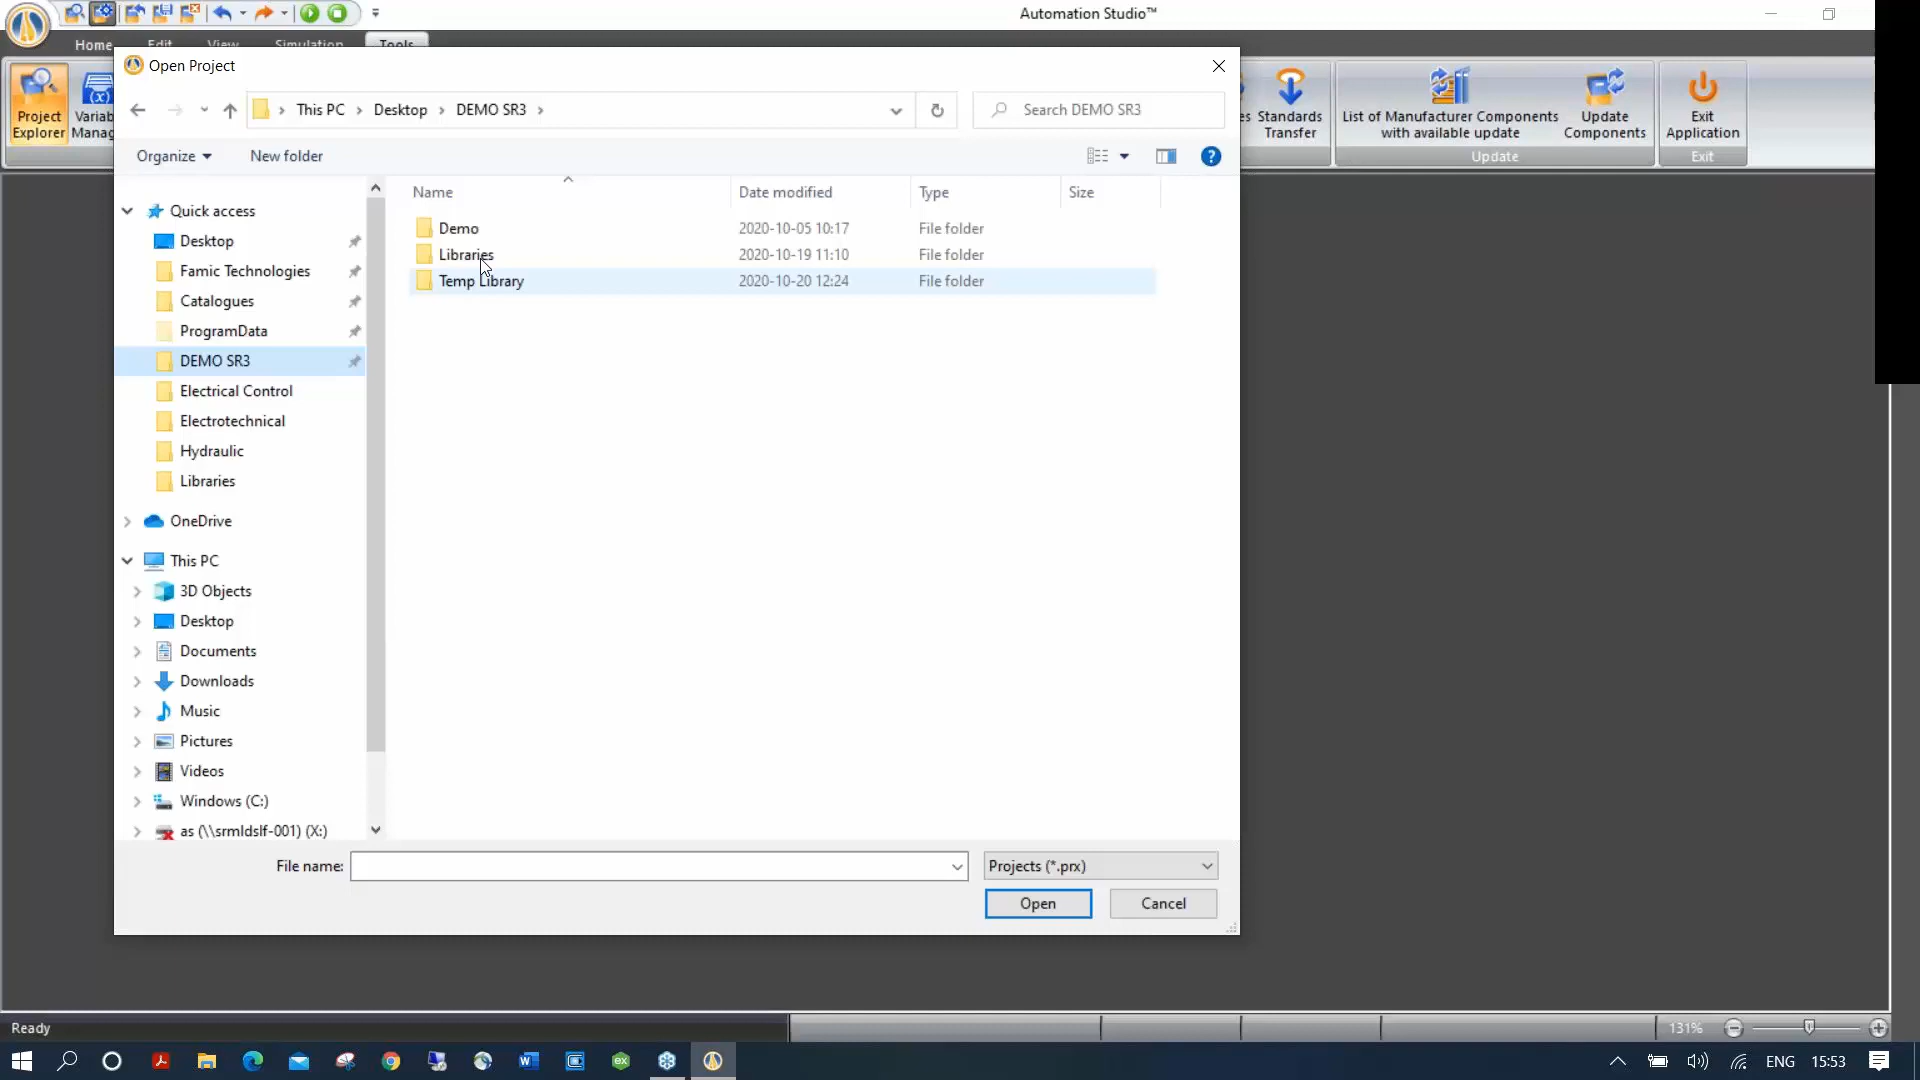 Automation Studio™
Home Edit View Simulation Tools
Project Explorer
Standards Transfer
List of Manufacturer Components with available update
Update Components
Exit Application
Update
Exit
Open Project
This PC > Desktop > DEMO SR3 >
Search DEMO SR3
Organize
New folder
Name Date modified Type Size
Demo 2020-10-05 10:17 File folder
Libraries 2020-10-19 11:10 File folder
Temp Library 2020-10-20 12:24 File folder
Quick access
Desktop
Famic Technologies
Catalogues
ProgramData
DEMO SR3
Electrical Control
Electrotechnical
Hydraulic
Libraries
OneDrive
This PC
3D Objects
Desktop
Documents
Downloads
Music
Pictures
Videos
Windows (C:)
as (\\srmldslf-001) (X:)
File name:
Projects (*.prx)
Open
Cancel
Ready
131%
ENG 15:53